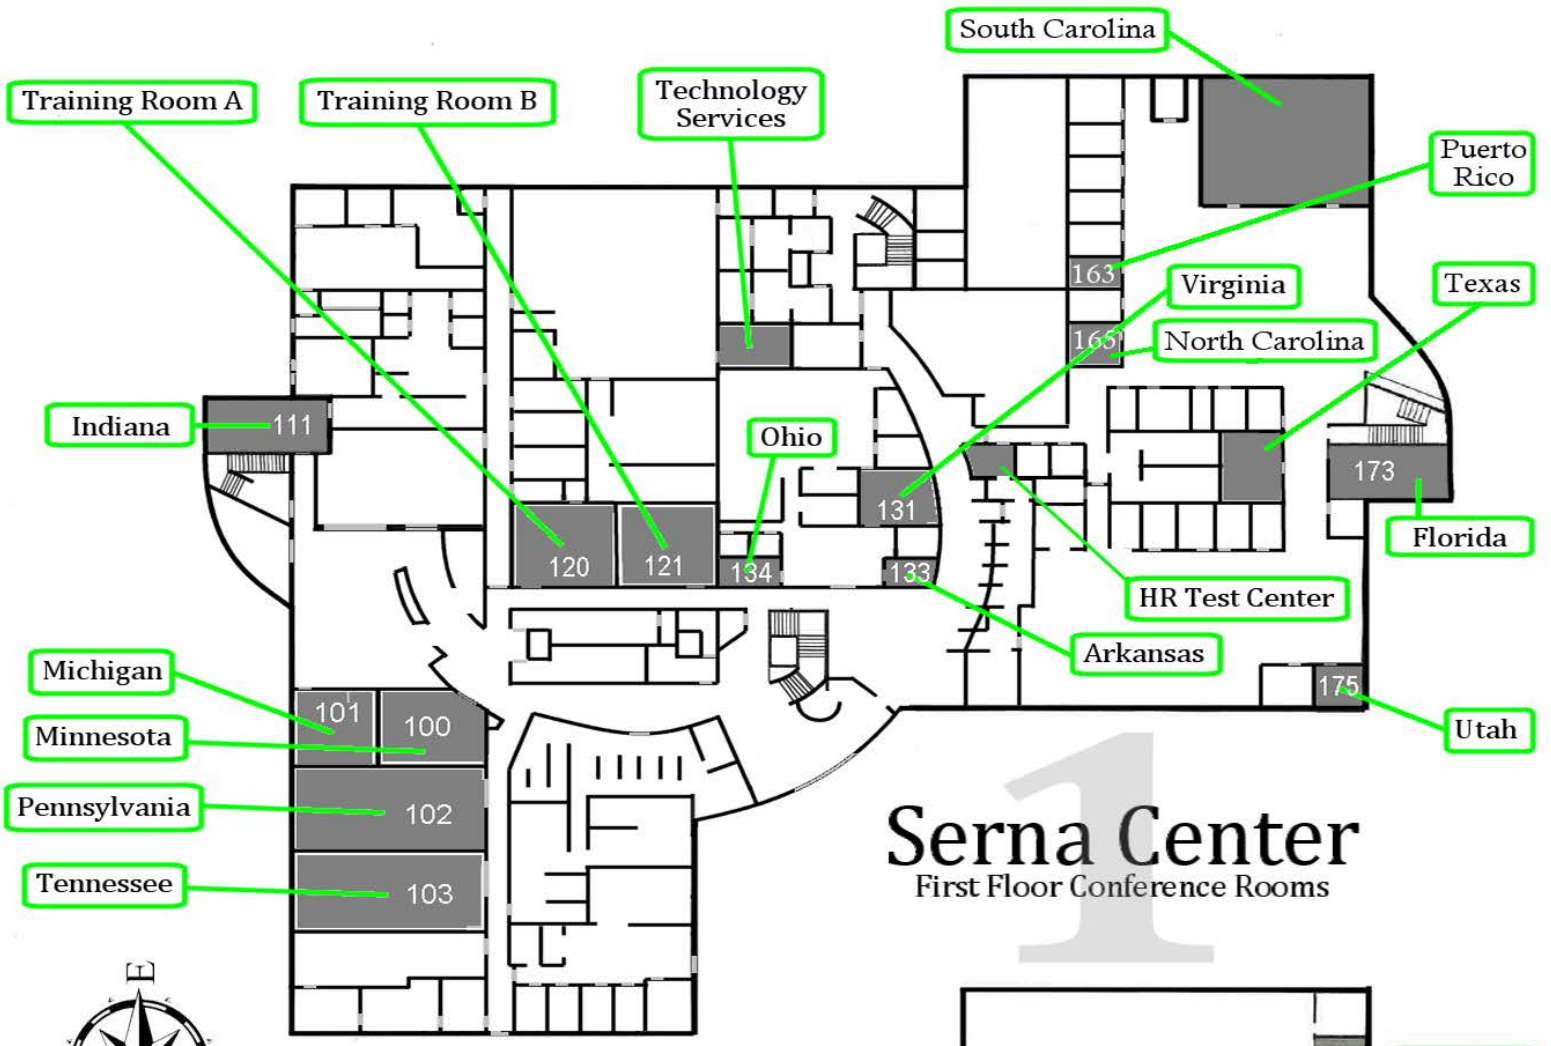 South Carolina
Training Room A
Training Room B
Technology
Services
Puerto
Rico
163
Virginia
Texas
165
North Carolina
Indiana
111
Ohio
173
131
Florida
120
121
134
133
HR Test Center
Arkansas
Michigan
101
175
100
Minnesota
Utah
Pennsylvania
102
1
Serna Center
First Floor Conference Rooms
Tennessee
103
E